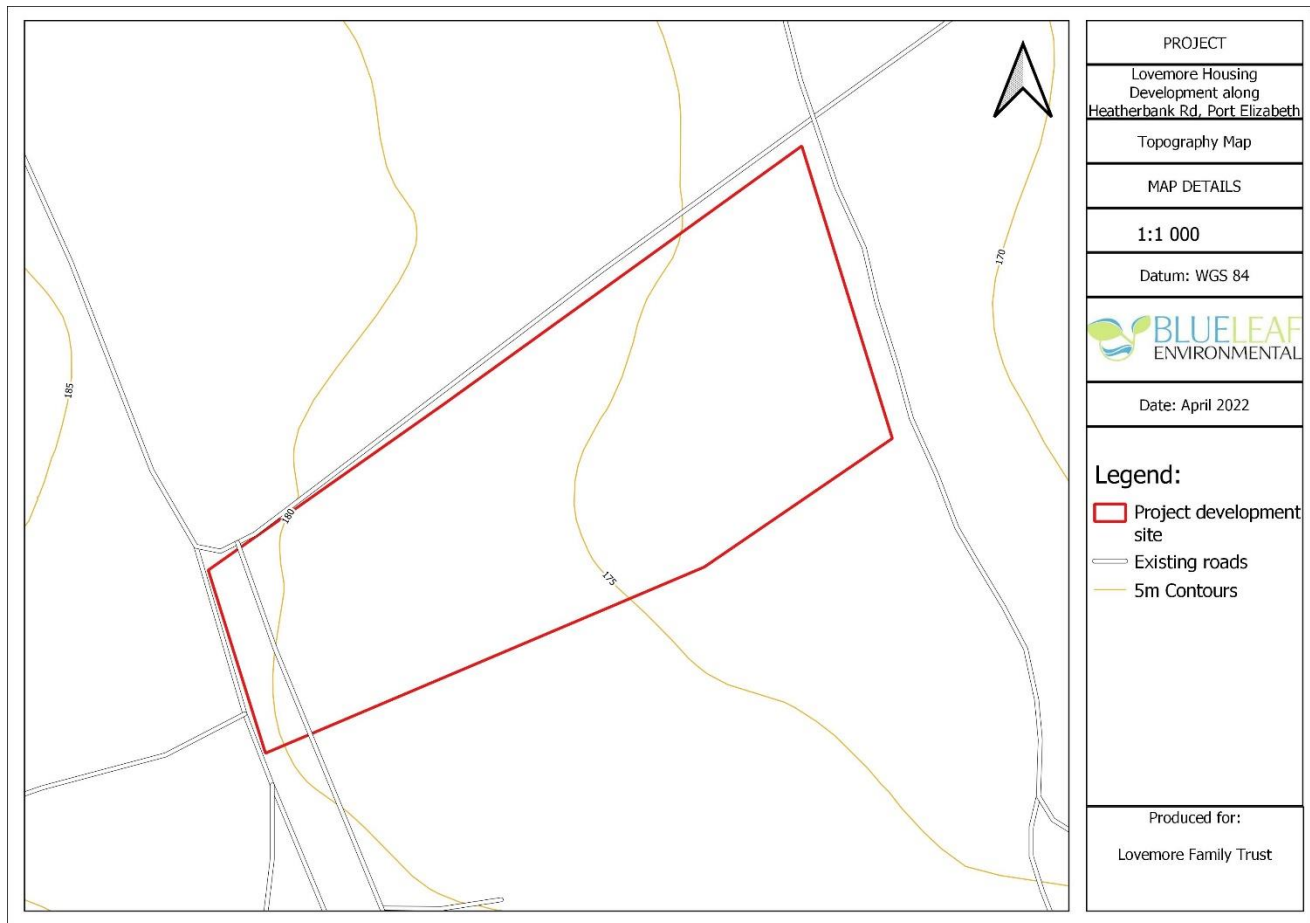 PROJECT
Lovemore Housing
Development along
Heatherbank Rd, Port Elizabeth
Topography Map
MAP DETAILS
1:1 000
Datum: WGS 84
BLUELEAF
ENVIRONMENTAL
Date: April 2022
Legend:
Project development
site
Existing roads
5m Contours
Produced for:
Lovemore Family Trust
185
180
175
170